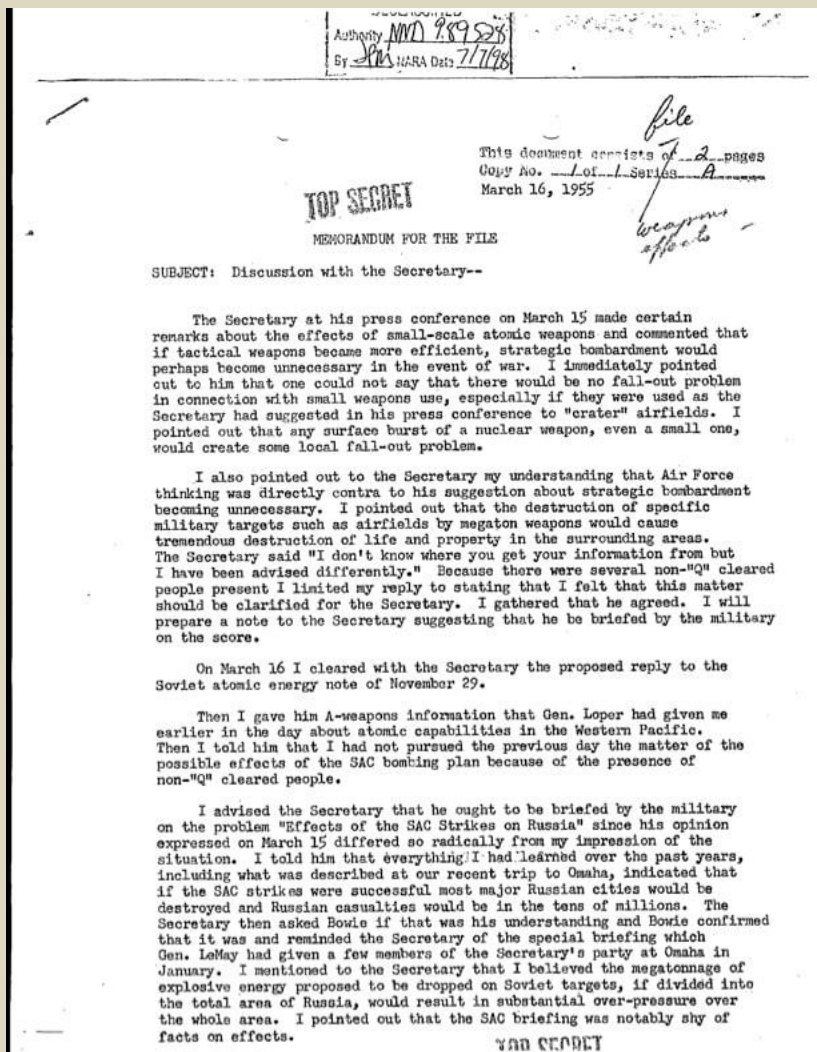 DECLASSIFIED
Authority NND 989528
By JPM NARA Date 7/7/98
file
This document consists of 2 pages
Copy No. 1 of 1 Series A
March 16, 1955
TOP SECRET
weapons
effects
MEMORANDUM FOR THE FILE
SUBJECT: Discussion with the Secretary--
The Secretary at his press conference on March 15 made certain
remarks about the effects of small-scale atomic weapons and commented that
if tactical weapons became more efficient, strategic bombardment would
perhaps become unnecessary in the event of war. I immediately pointed
out to him that one could not say that there would be no fall-out problem
in connection with small weapons use, especially if they were used as the
Secretary had suggested in his press conference to "crater" airfields. I
pointed out that any surface burst of a nuclear weapon, even a small one,
would create some local fall-out problem.
I also pointed out to the Secretary my understanding that Air Force
thinking was directly contra to his suggestion about strategic bombardment
becoming unnecessary. I pointed out that the destruction of specific
military targets such as airfields by megaton weapons would cause
tremendous destruction of life and property in the surrounding areas.
The Secretary said "I don't know where you get your information from but
I have been advised differently." Because there were several non-"Q" cleared
people present I limited my reply to stating that I felt that this matter
should be clarified for the Secretary. I gathered that he agreed. I will
prepare a note to the Secretary suggesting that he be briefed by the military
on the score.
On March 16 I cleared with the Secretary the proposed reply to the
Soviet atomic energy note of November 29.
Then I gave him A-weapons information that Gen. Loper had given me
earlier in the day about atomic capabilities in the Western Pacific.
Then I told him that I had not pursued the previous day the matter of the
possible effects of the SAC bombing plan because of the presence of
non-"Q" cleared people.
I advised the Secretary that he ought to be briefed by the military
on the problem "Effects of the SAC Strikes on Russia" since his opinion
expressed on March 15 differed so radically from my impression of the
situation. I told him that everything I had learned over the past years,
including what was described at our recent trip to Omaha, indicated that
if the SAC strikes were successful most major Russian cities would be
destroyed and Russian casualties would be in the tens of millions. The
Secretary then asked Bowie if that was his understanding and Bowie confirmed
that it was and reminded the Secretary of the special briefing which
Gen. LeMay had given a few members of the Secretary's party at Omaha in
January. I mentioned to the Secretary that I believed the megatonnage of
explosive energy proposed to be dropped on Soviet targets, if divided into
the total area of Russia, would result in substantial over-pressure over
the whole area. I pointed out that the SAC briefing was notably shy of
facts on effects.
TOP SECRET